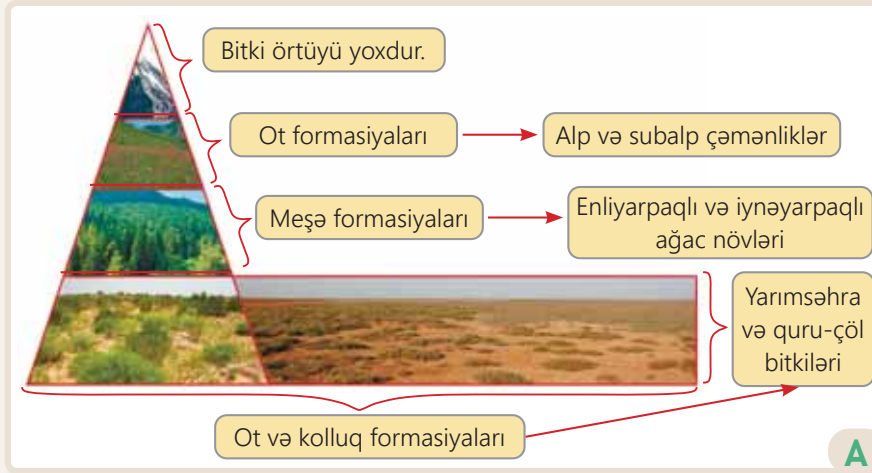 Bitki örtüyü yoxdur.
Ot formasiyaları
Alp və subalp çəmənliklər
Meşə formasiyaları
Enliyarpaqlı və iynəyarpaqlı
ağac növləri
Yarımsəhra
və quru-çöl
bitkiləri
Ot və kolluq formasiyaları
A